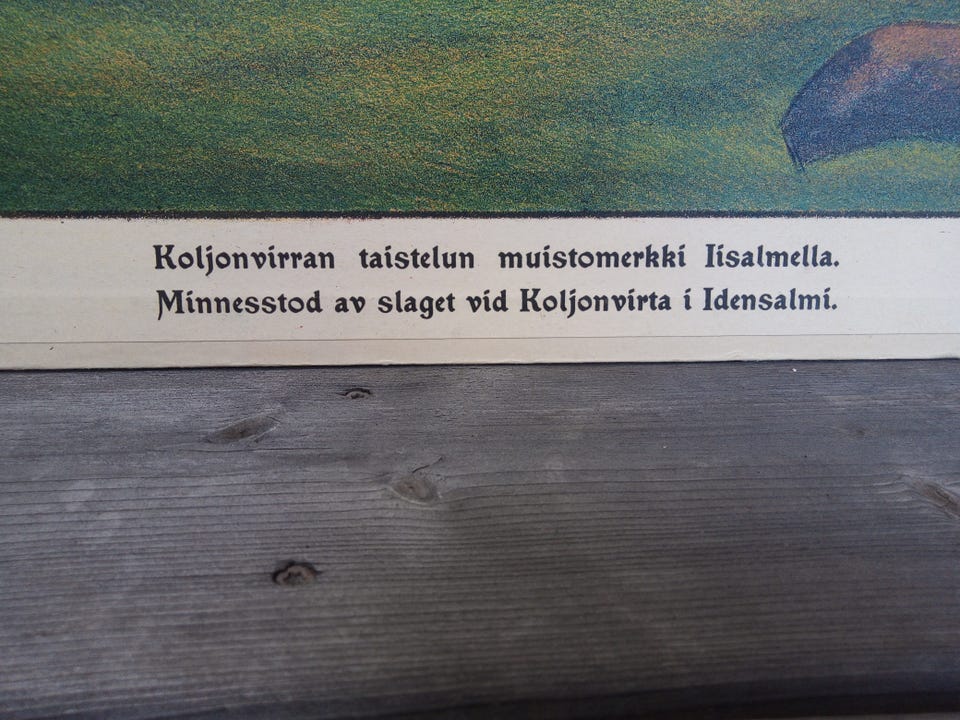 Koljonvirran taistelun muistomerkki Iisalmella.
Minnesstod av slaget vid Koljonvirta i Idensalmi.